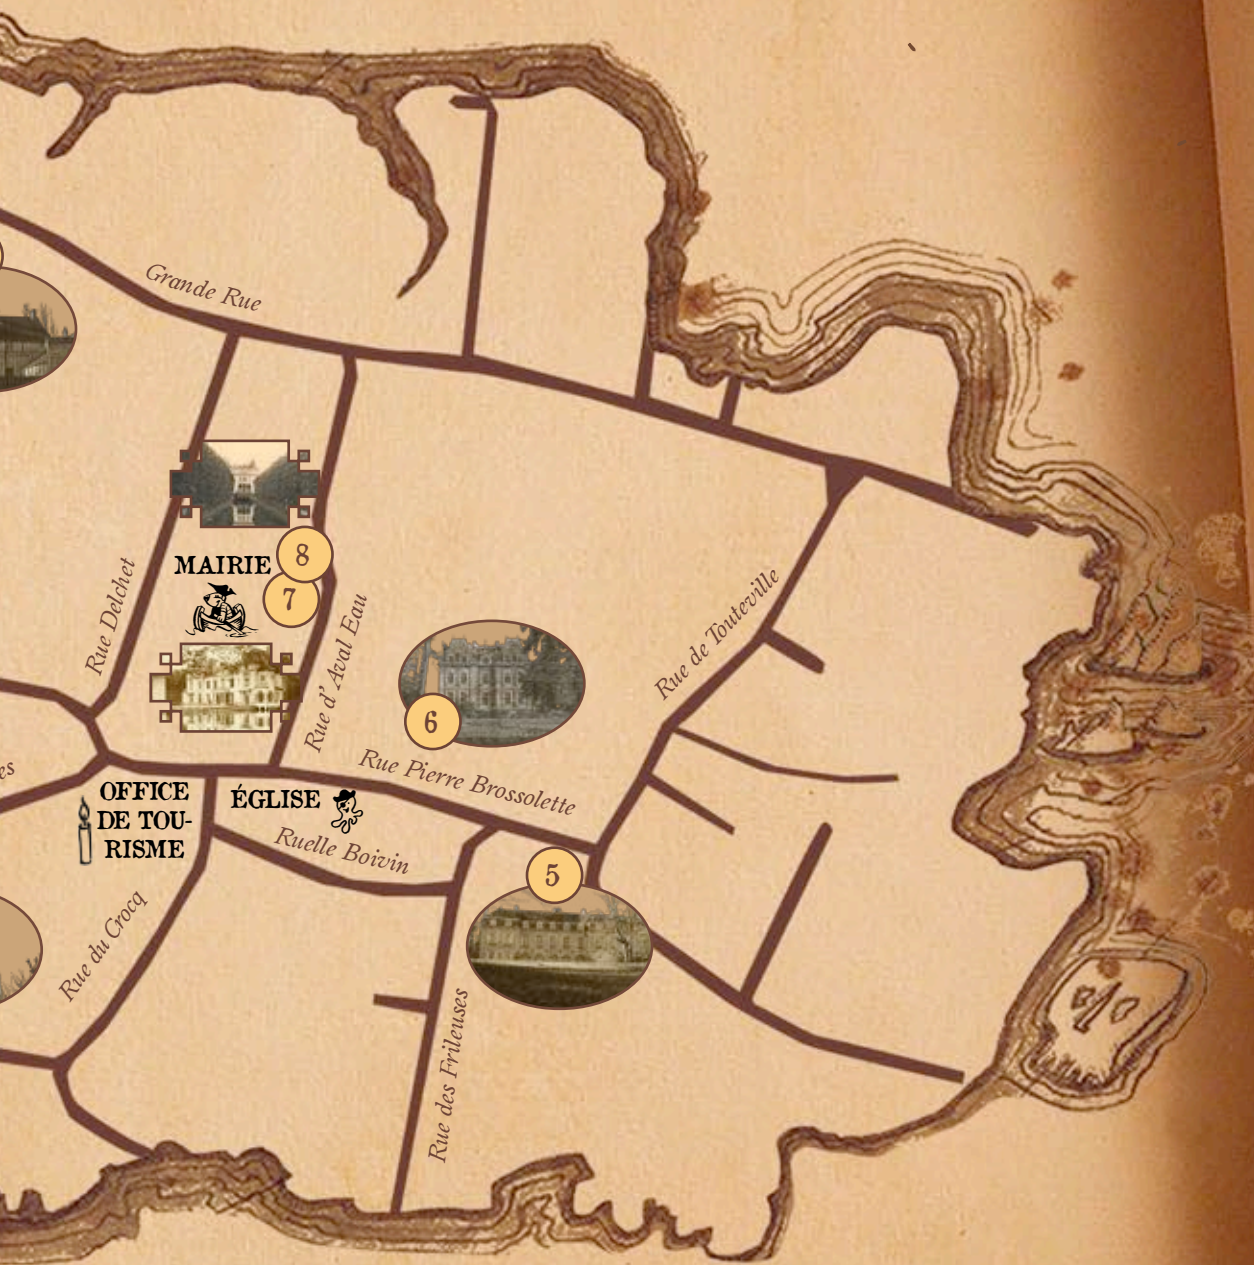 Grande Rue
MAIRIE
8
7
Rue Delchet
Rue d' Aval Eau
Rue de Touteville
6
Rue Pierre Brossolette
es
OFFICE
DE TOU-
RISME
ÉGLISE
Ruelle Boivin
5
Rue du Crocq
Rue des Frileuses